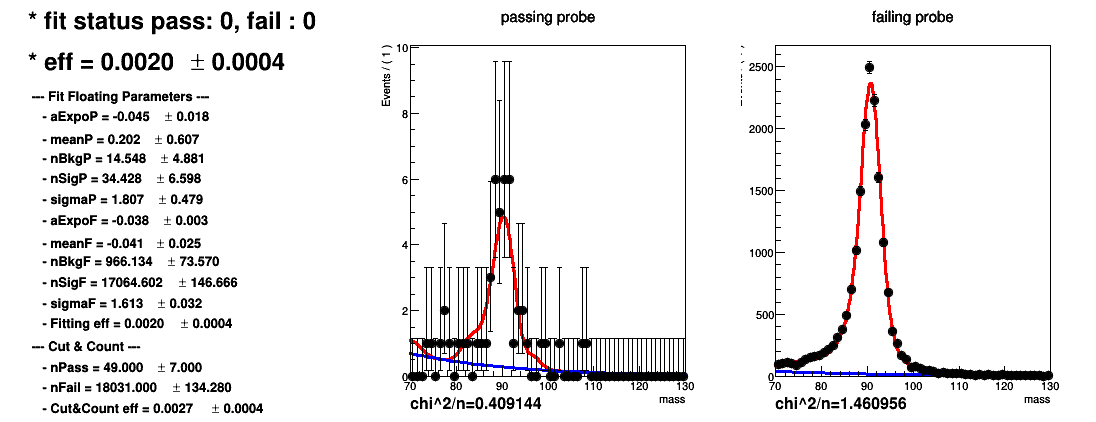 * fit status pass: 0, fail : 0
* eff = 0.0020 ± 0.0004
--- Fit Floating Parameters ---
- aExpoP = -0.045 ± 0.018
- meanP = 0.202 ± 0.607
- nBkgP = 14.548 ± 4.881
- nSigP = 34.428 ± 6.598
- sigmaP = 1.807 ± 0.479
- aExpoF = -0.038 ± 0.003
- meanF = -0.041 ± 0.025
- nBkgF = 966.134 ± 73.570
- nSigF = 17064.602 ± 146.666
- sigmaF = 1.613 ± 0.032
- Fitting eff = 0.0020 ± 0.0004
--- Cut & Count ---
- nPass = 49.000 ± 7.000
- nFail = 18031.000 ± 134.280
- Cut&Count eff = 0.0027 ± 0.0004
passing probe
Events / ( 1 )
10
8
6
4
2
0
70 80 90 100 110 120 130
mass
chi^2/n=0.409144
failing probe
2500
2000
1500
1000
500
0
70 80 90 100 110 120 130
mass
chi^2/n=1.460956